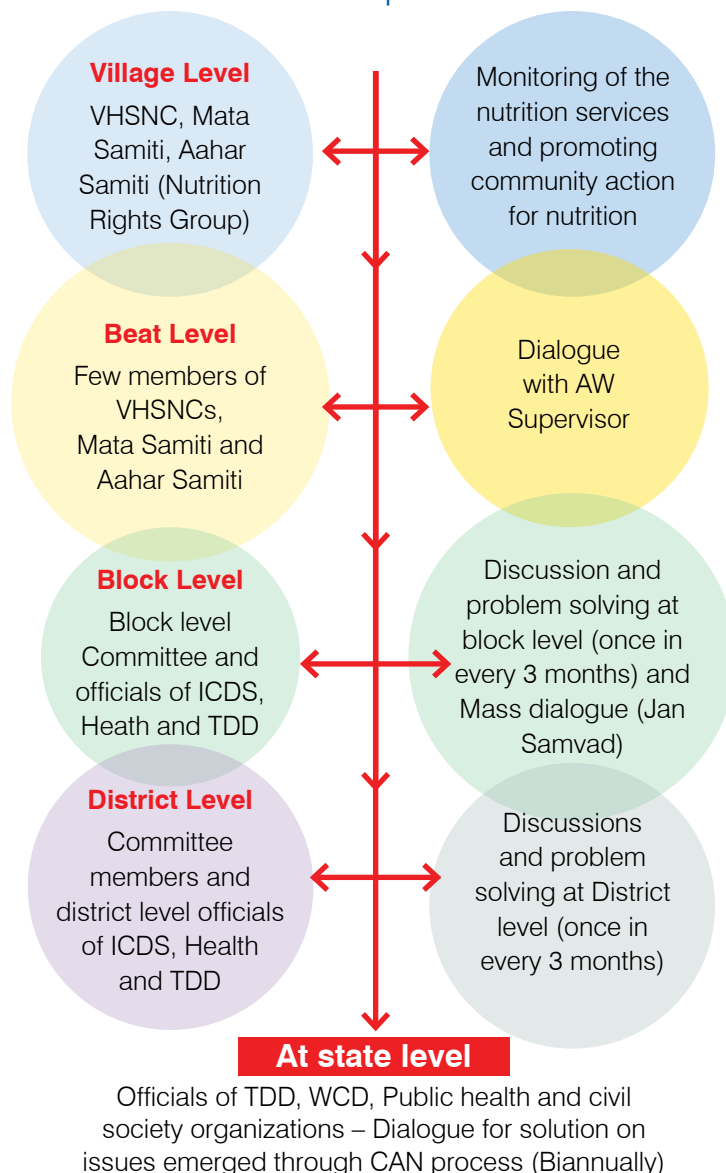 Village Level
VHSNC, Mata
Samiti, Aahar
Samiti (Nutrition
Rights Group)
Monitoring of the
nutrition services
and promoting
community action
for nutrition
Beat Level
Few members of
VHSNCs,
Mata Samiti and
Aahar Samiti
Dialogue
with AW
Supervisor
Block Level
Block level
Committee and
officials of ICDS,
Heath and TDD
Discussion and
problem solving at
block level (once in
every 3 months) and
Mass dialogue (Jan
Samvad)
District Level
Committee
members and
district level officials
of ICDS, Health
and TDD
Discussions
and problem
solving at District
level (once in
every 3 months)
At state level
Officials of TDD, WCD, Public health and civil
society organizations – Dialogue for solution on
issues emerged through CAN process (Biannually)